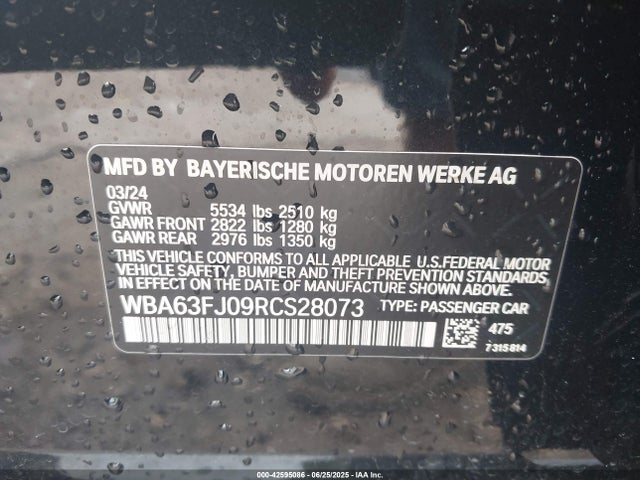 MFD BY BAYERISCHE MOTOREN WERKE AG
03/24
GVWR 5534 lbs 2510 kg
GAWR FRONT 2822 lbs 1280 kg
GAWR REAR 2976 lbs 1350 kg
THIS VEHICLE CONFORMS TO ALL APPLICABLE U.S.FEDERAL MOTOR
VEHICLE SAFETY, BUMPER AND THEFT PREVENTION STANDARDS
IN EFFECT ON THE DATE OF MANUFACTURE SHOWN ABOVE.
WBA63FJ09RCS28073 TYPE: PASSENGER CAR
475
7 315 814
000-42595086 - 06/25/2025 - IAA Inc.